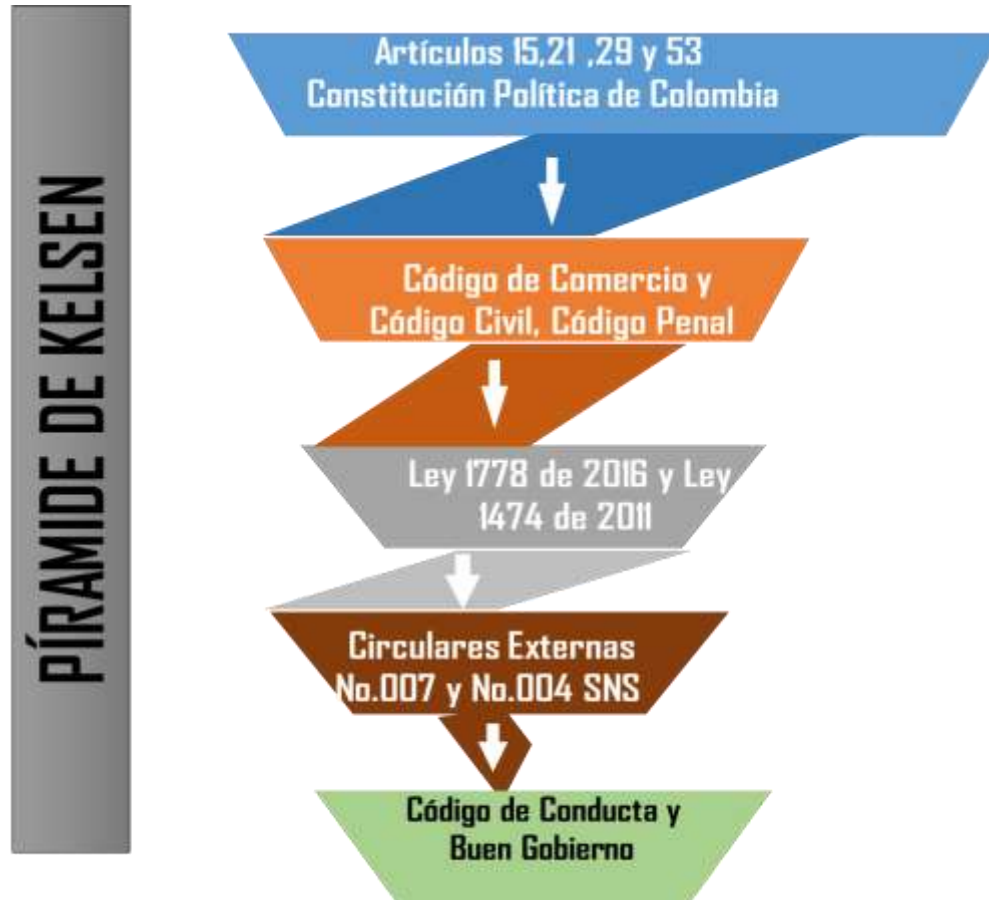 PÍRAMIDE DE KELSEN
Artículos 15,21 ,29 y 53
Constitución Política de Colombia
Código de Comercio y
Código Civil, Código Penal
Ley 1778 de 2016 y Ley
1474 de 2011
Circulares Externas
No.007 y No.004 SNS
Código de Conducta y
Buen Gobierno